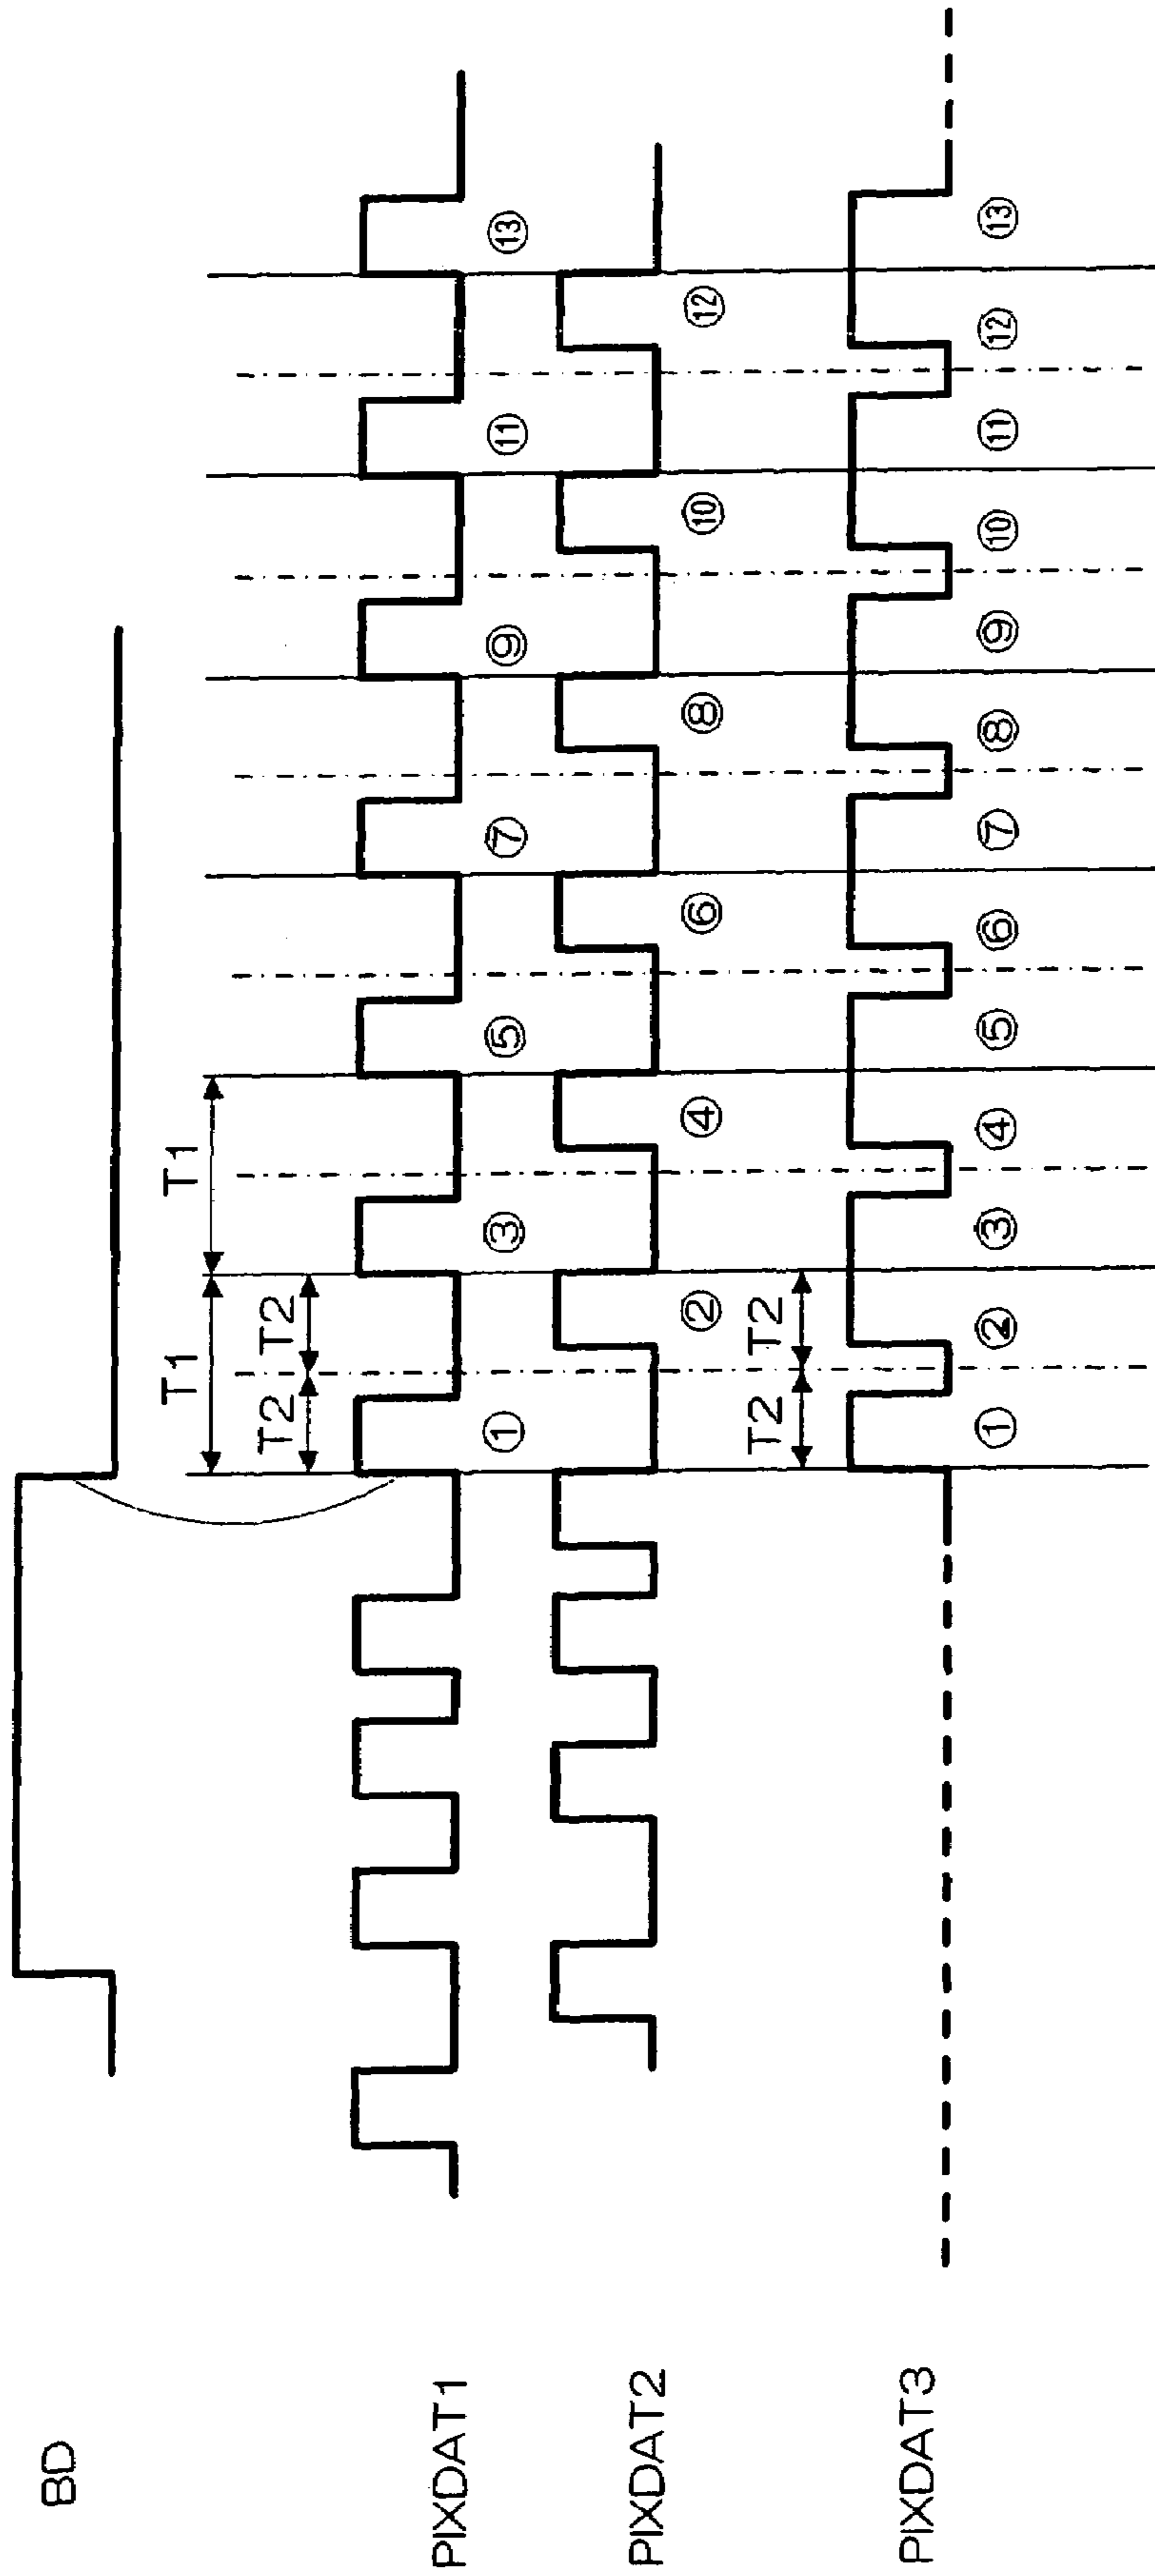 BD
T1 T1
T2 T2
PIXDAT1 ① ③ ⑤ ⑦ ⑨ ⑪ ⑬
PIXDAT2 ② ④ ⑥ ⑧ ⑩ ⑫
T2 T2
PIXDAT3 ① ② ③ ④ ⑤ ⑥ ⑦ ⑧ ⑨ ⑩ ⑪ ⑫ ⑬